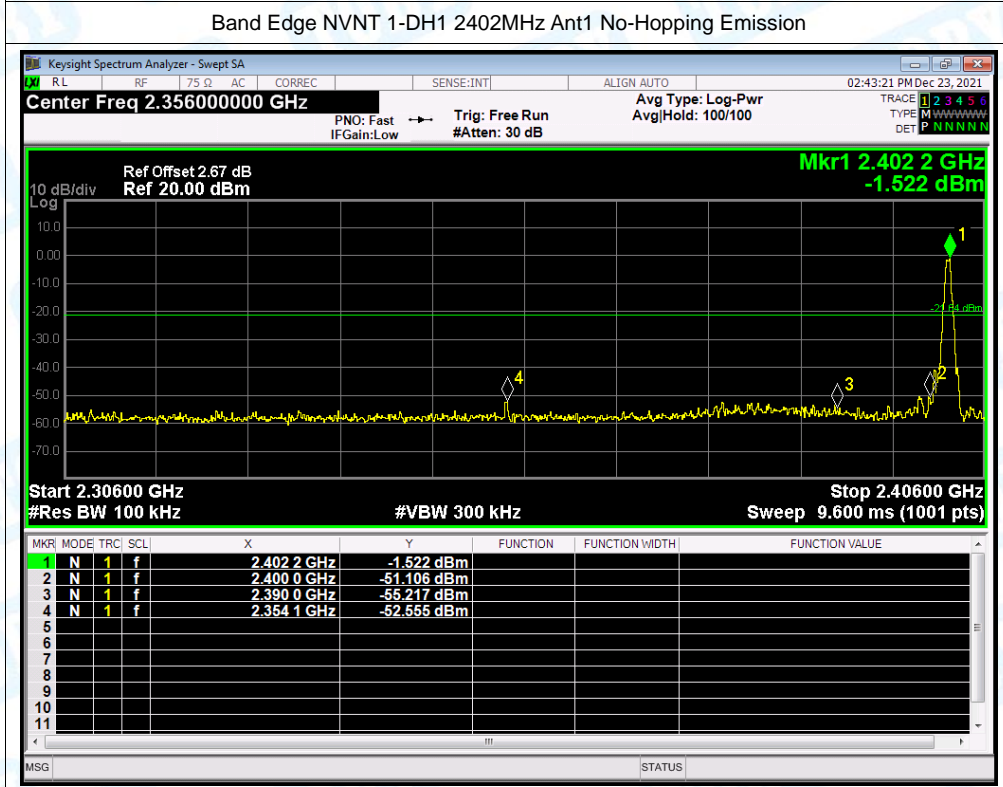 Band Edge NVNT 1-DH1 2402MHz Ant1 No-Hopping Emission
Keysight Spectrum Analyzer - Swept SA
LXI RL RF 75 Ω AC CORREC SENSE:INT ALIGN AUTO 02:43:21 PM Dec 23, 2021
Center Freq 2.356000000 GHz
PNO: Fast
IFGain:Low
Trig: Free Run
#Atten: 30 dB
Avg Type: Log-Pwr
Avg|Hold: 100/100
TRACE 1 2 3 4 5 6
TYPE M WWWWW
DET P N N N N N
Mkr1 2.402 2 GHz
-1.522 dBm
Ref Offset 2.67 dB
10 dB/div Ref 20.00 dBm
Log
10.0
0.00
-10.0
-20.0
-30.0
-40.0
-50.0
-60.0
-70.0
1
2
3
4
Start 2.30600 GHz Stop 2.40600 GHz
#Res BW 100 kHz #VBW 300 kHz Sweep 9.600 ms (1001 pts)
MKR MODE TRC SCL X Y FUNCTION FUNCTION WIDTH FUNCTION VALUE
1 N 1 f 2.402 2 GHz -1.522 dBm
2 N 1 f 2.400 0 GHz -51.106 dBm
3 N 1 f 2.390 0 GHz -55.217 dBm
4 N 1 f 2.354 1 GHz -52.555 dBm
5
6
7
8
9
10
11
MSG STATUS